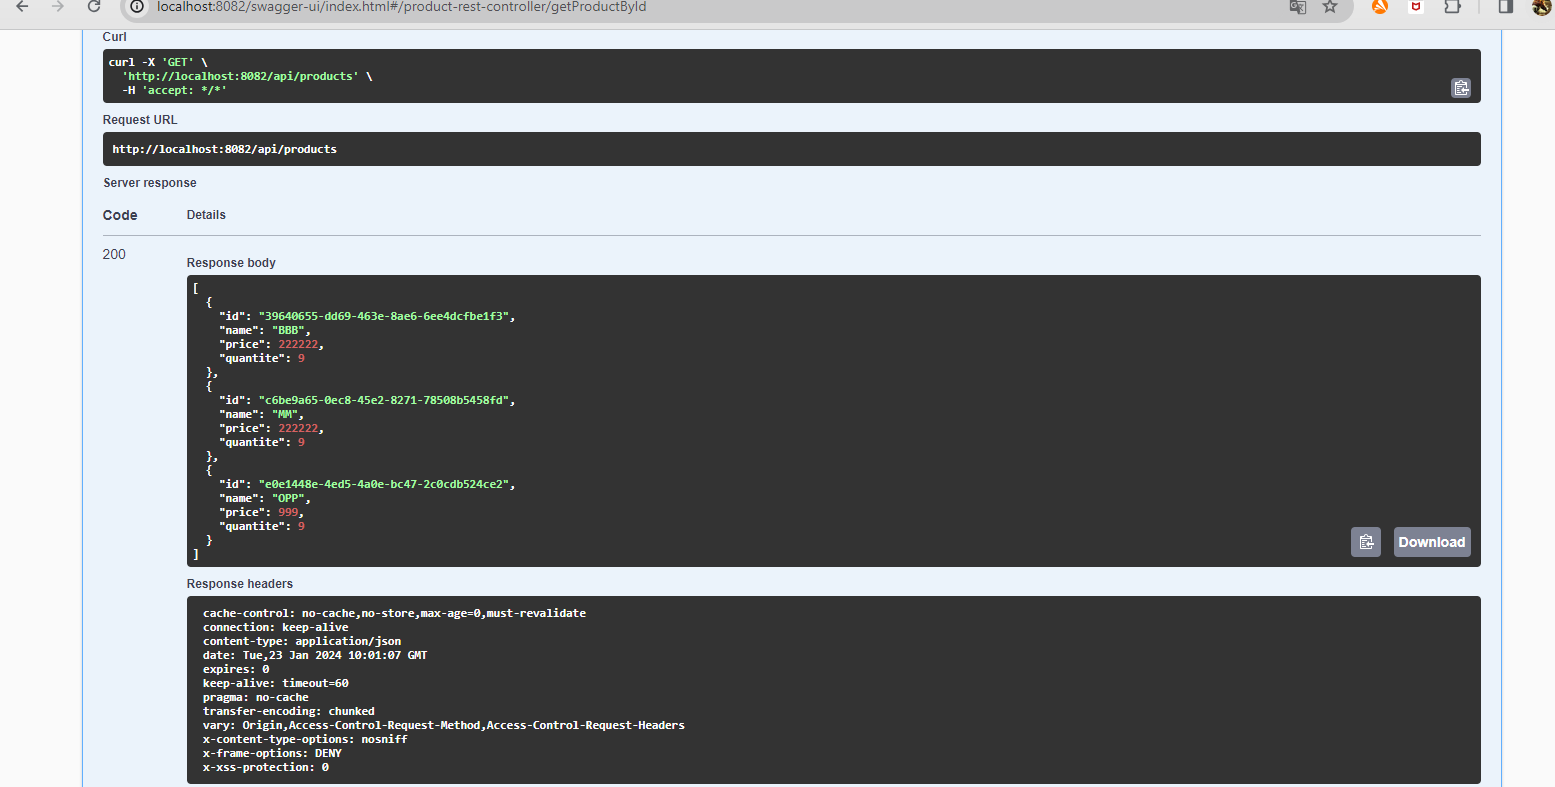 localhost:8082/swagger-ui/index.html#/product-rest-controller/getProductById
Curl
curl -X 'GET' \
  'http://localhost:8082/api/products' \
  -H 'accept: */*'
Request URL
http://localhost:8082/api/products
Server response
Code Details
200
Response body
[
  {
    "id": "39640655-dd69-463e-8ae6-6ee4dcfbe1f3",
    "name": "BBB",
    "price": 222222,
    "quantite": 9
  },
  {
    "id": "c6be9a65-0ec8-45e2-8271-78508b5458fd",
    "name": "MM",
    "price": 222222,
    "quantite": 9
  },
  {
    "id": "e0e1448e-4ed5-4a0e-bc47-2c0cdb524ce2",
    "name": "OPP",
    "price": 999,
    "quantite": 9
  }
]
Download
Response headers
cache-control: no-cache,no-store,max-age=0,must-revalidate
connection: keep-alive
content-type: application/json
date: Tue,23 Jan 2024 10:01:07 GMT
expires: 0
keep-alive: timeout=60
pragma: no-cache
transfer-encoding: chunked
vary: Origin,Access-Control-Request-Method,Access-Control-Request-Headers
x-content-type-options: nosniff
x-frame-options: DENY
x-xss-protection: 0